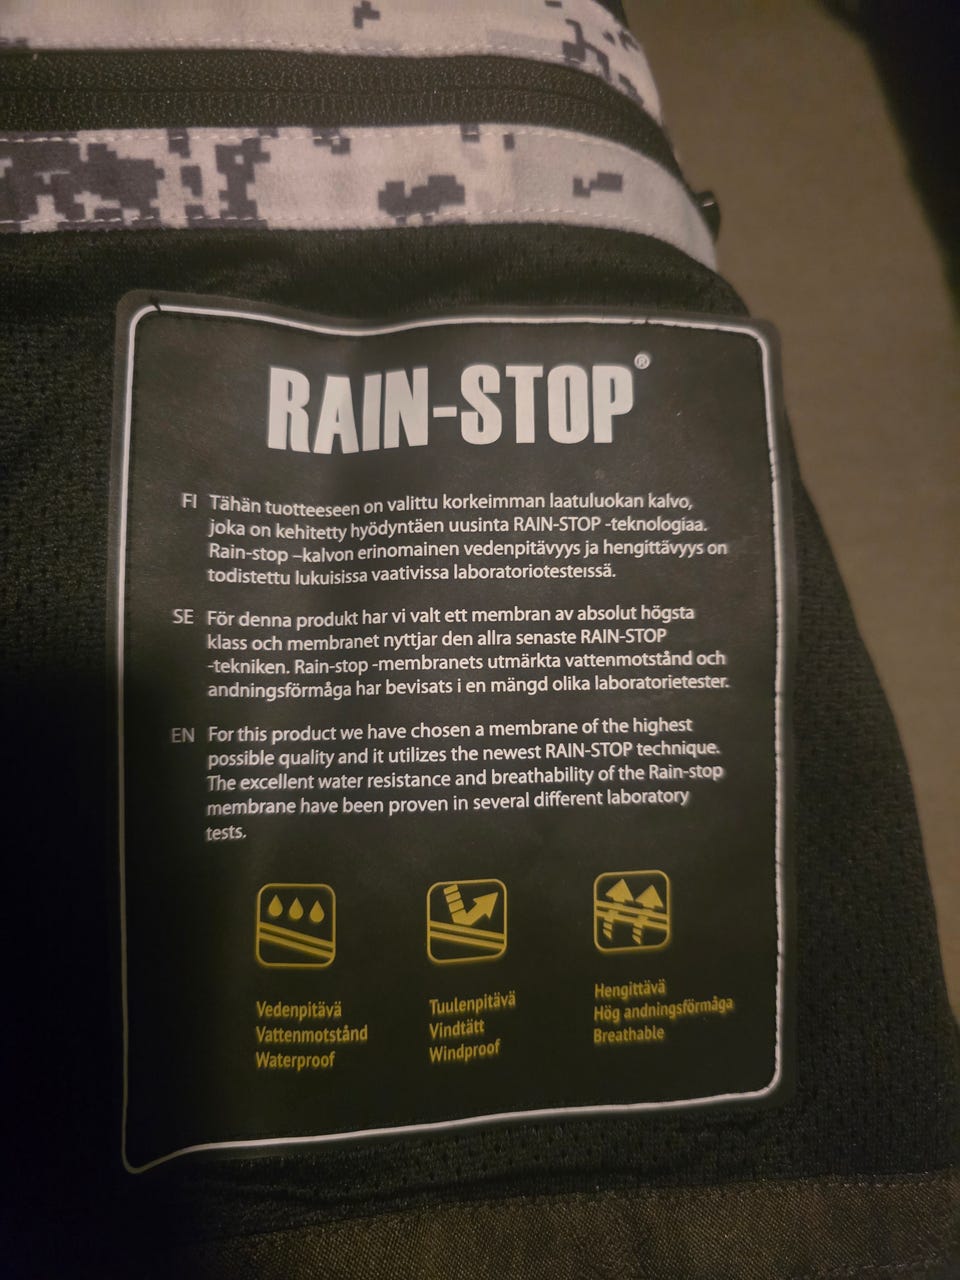 RAIN-STOP®
FI Tähän tuotteeseen on valittu korkeimman laatuluokan kalvo,
joka on kehitetty hyödyntäen uusinta RAIN-STOP -teknologiaa.
Rain-stop –kalvon erinomainen vedenpitävyys ja hengittävyys on
todistettu lukuisissa vaativissa laboratoriotesteissä.
SE För denna produkt har vi valt ett membran av absolut högsta
klass och membranet nyttjar den allra senaste RAIN-STOP
-tekniken. Rain-stop -membranets utmärkta vattenmotstånd och
andningsförmåga har bevisats i en mängd olika laboratorietester.
EN For this product we have chosen a membrane of the highest
possible quality and it utilizes the newest RAIN-STOP technique.
The excellent water resistance and breathability of the Rain-stop
membrane have been proven in several different laboratory
tests.
Vedenpitävä
Vattenmotstånd
Waterproof
Tuulenpitävä
Vindtätt
Windproof
Hengittävä
Hög andningsförmåga
Breathable